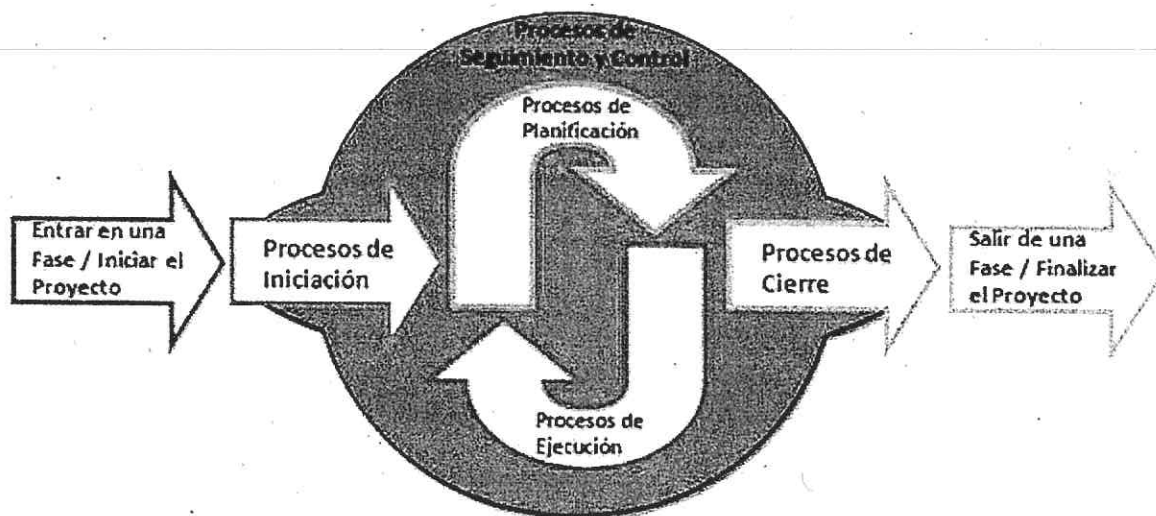 Procesos de
Seguimiento y Control
Procesos de
Planificación
Entrar en una
Fase / Iniciar el
Proyecto
Procesos de
Iniciación
Procesos de
Cierre
Salir de una
Fase / Finalizar
el Proyecto
Procesos de
Ejecución